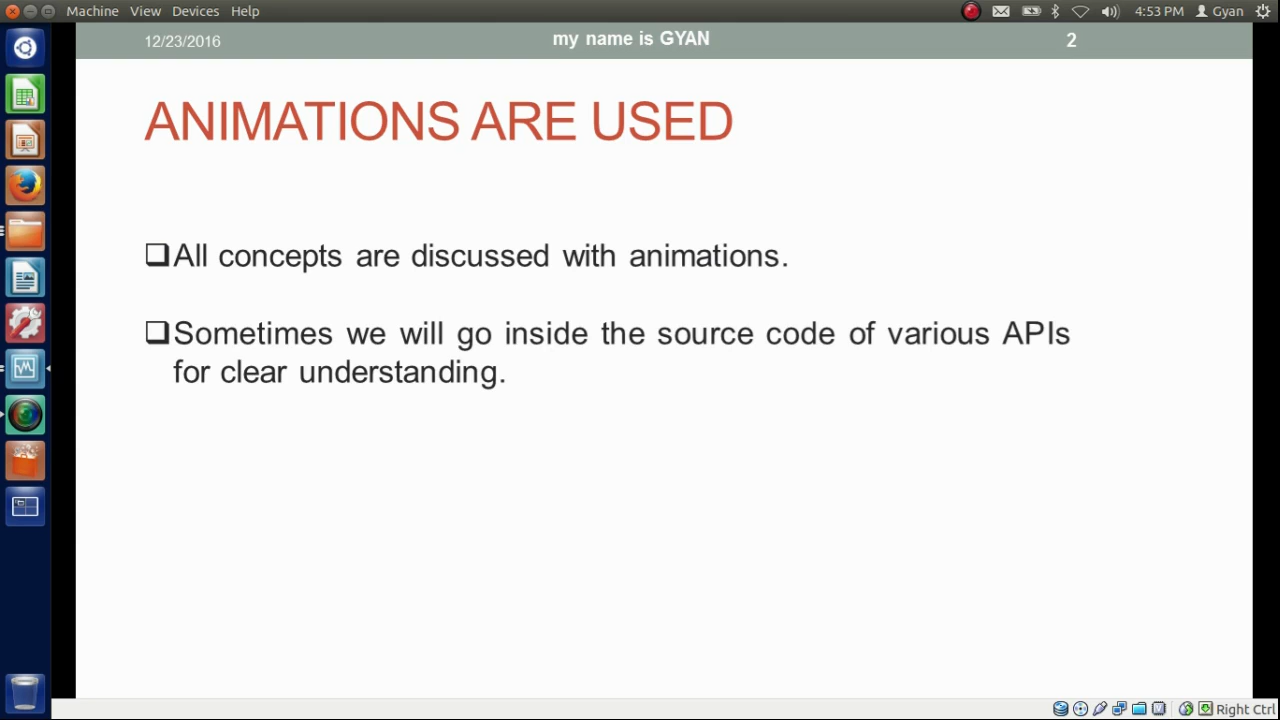 Machine View Devices Help
4:53 PM Gyan
12/23/2016
my name is GYAN
2
ANIMATIONS ARE USED
❑All concepts are discussed with animations.
❑Sometimes we will go inside the source code of various APIs
for clear understanding.
Right Ctrl